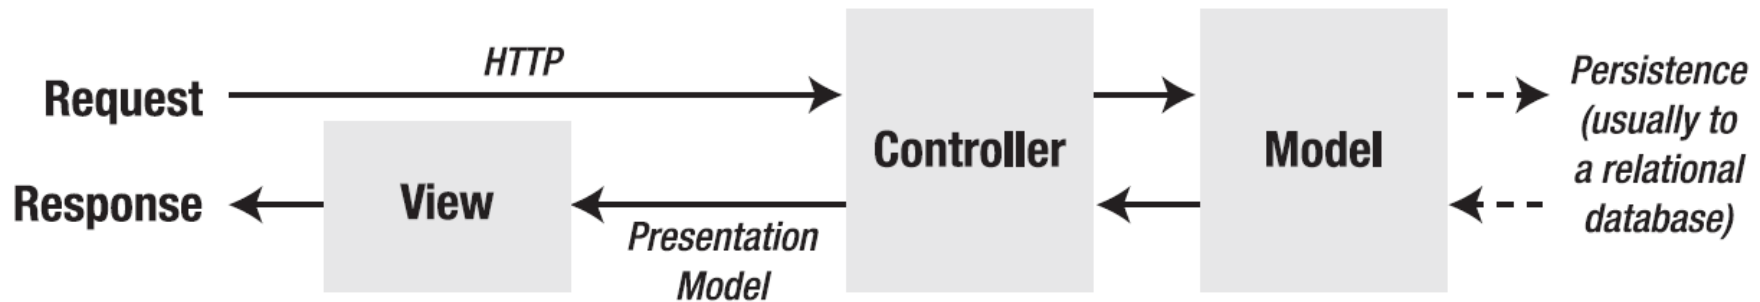 HTTP
Request
Response
View
Presentation
Model
Controller
Model
Persistence
(usually to
a relational
database)